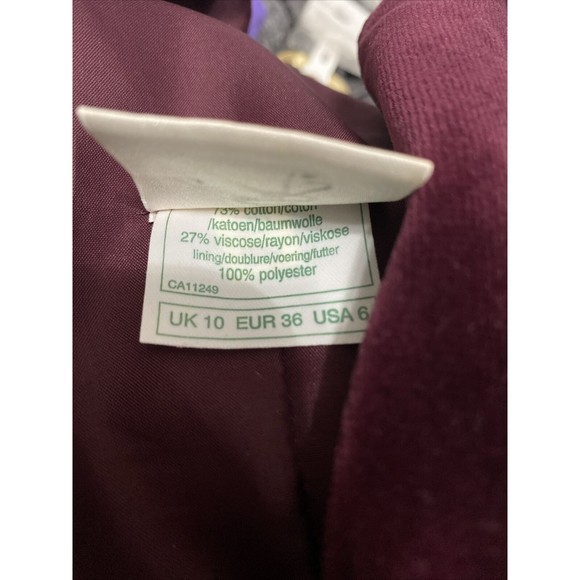 73% cotton/coton
/katoen/baumwolle
27% viscose/rayon/viskose
lining/doublure/voering/futter
100% polyester
CA11249
UK 10 EUR 36 USA 6